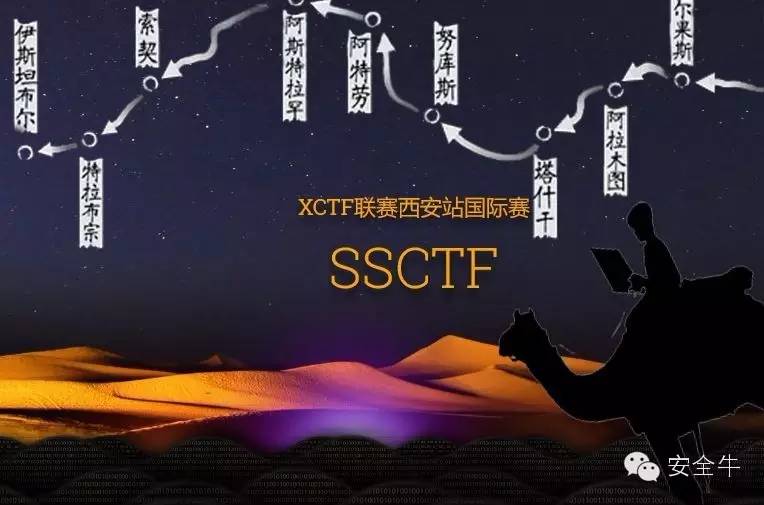 伊斯坦布尔
特拉布宗
索契
阿斯特拉罕
阿特劳
努库斯
塔什干
阿拉木图
尔果斯
XCTF联赛西安站国际赛
SSCTF
安全牛